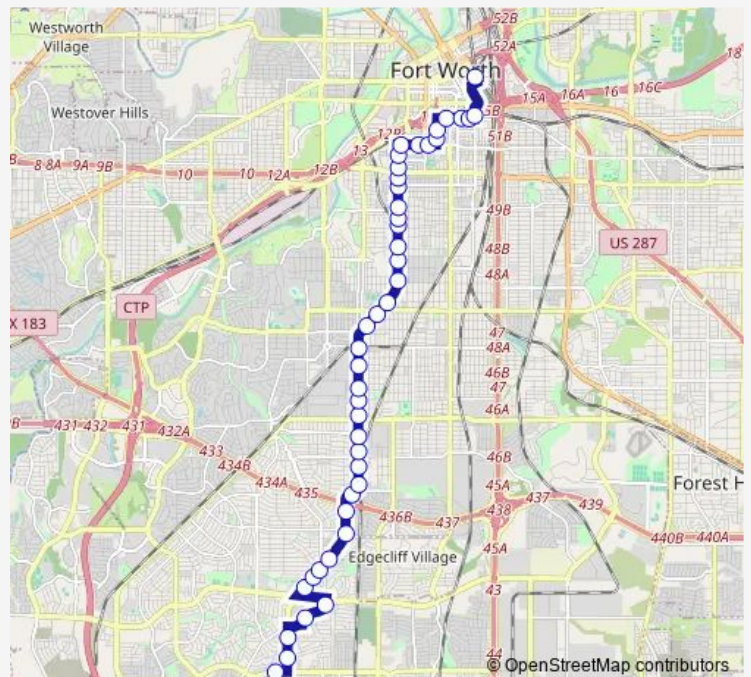 52B
Westworth
Village
52A
Fort Worth
18
16C
16
16A
15A
Westover Hills
5B
12B
51B
13
8
8A
9A
9B
10
10
12A
12B
49B
US 287
48B
48A
CTP
X 183
47
48A
46B
47
46A
B
431
432
431
432A
433
434B
46B
434A
435
45A
Forest H
437
439
438
436B
437
440B
440A
45A
Edgecliff Village
43
44
© OpenStreetMap contributors